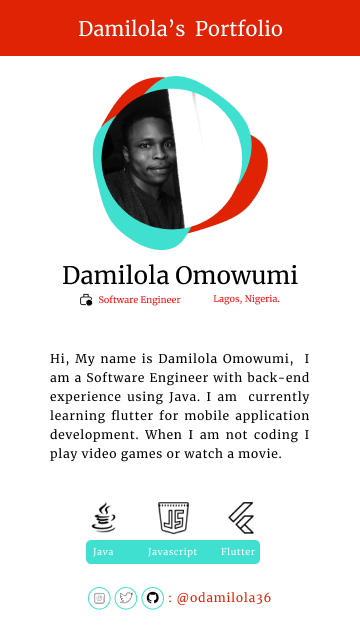 Damilola’s Portfolio
Damilola Omowumi
Software Engineer Lagos, Nigeria.
Hi, My name is Damilola Omowumi, I
am a Software Engineer with back-end
experience using Java. I am currently
learning flutter for mobile application
development. When I am not coding I
play video games or watch a movie.
JS
Java Javascript Flutter
: @odamilola36